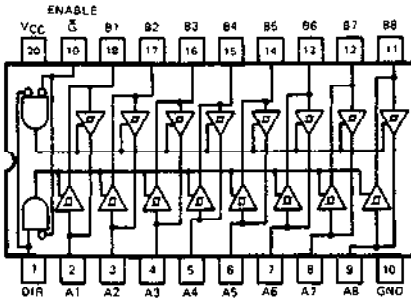 ENABLE
VCC G̅ B1 B2 B3 B4 B5 B6 B7 B8
20 19 18 17 16 15 14 13 12 11
1 2 3 4 5 6 7 8 9 10
DIR A1 A2 A3 A4 A5 A6 A7 A8 GND